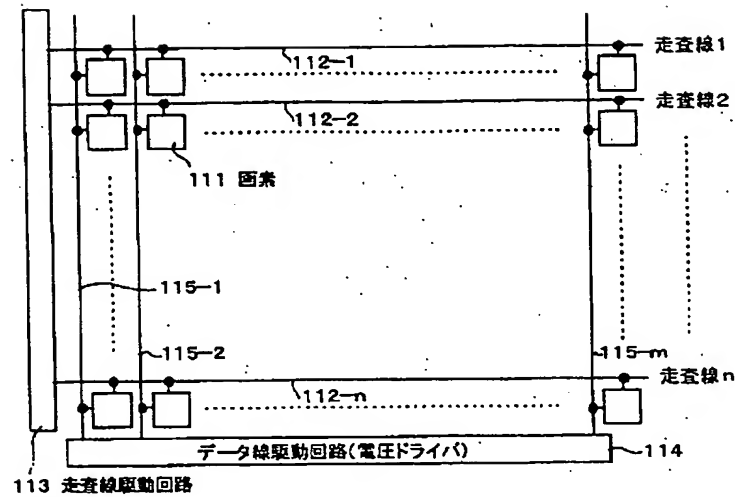 走査線1
112-1
走査線2
112-2
111 画素
115-1
115-2
115-m
走査線n
112-n
データ線駆動回路(電圧ドライバ)
114
113 走査線駆動回路